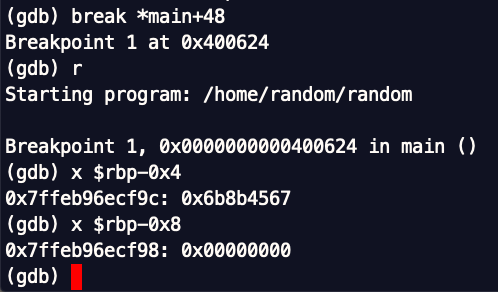 (gdb) break *main+48
Breakpoint 1 at 0x400624
(gdb) r
Starting program: /home/random/random
Breakpoint 1, 0x0000000000400624 in main ()
(gdb) x $rbp-0x4
0x7ffeb96ecf9c: 0x6b8b4567
(gdb) x $rbp-0x8
0x7ffeb96ecf98: 0x00000000
(gdb)